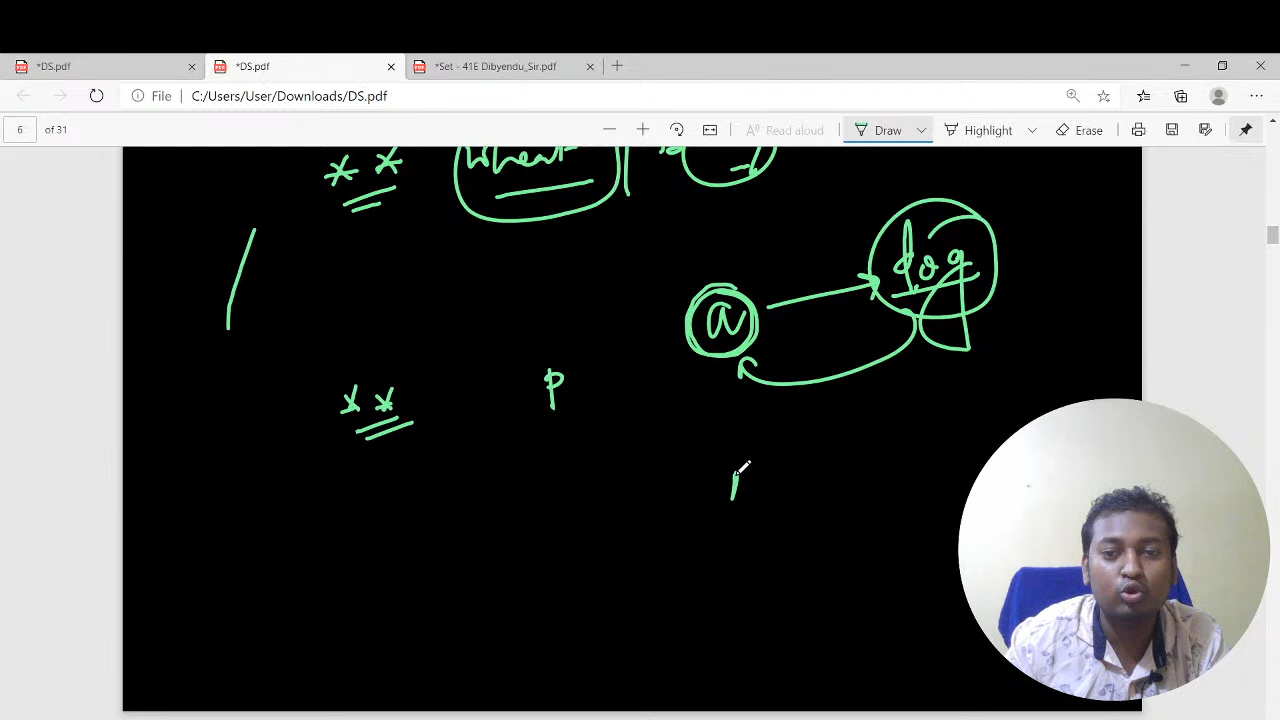 *DS.pdf
*DS.pdf
*Set - 41E Dibyendu_Sir.pdf
File
C:/Users/User/Downloads/DS.pdf
6 of 31
Read aloud
Draw
Highlight
Erase
** wheat
a
dog
** P